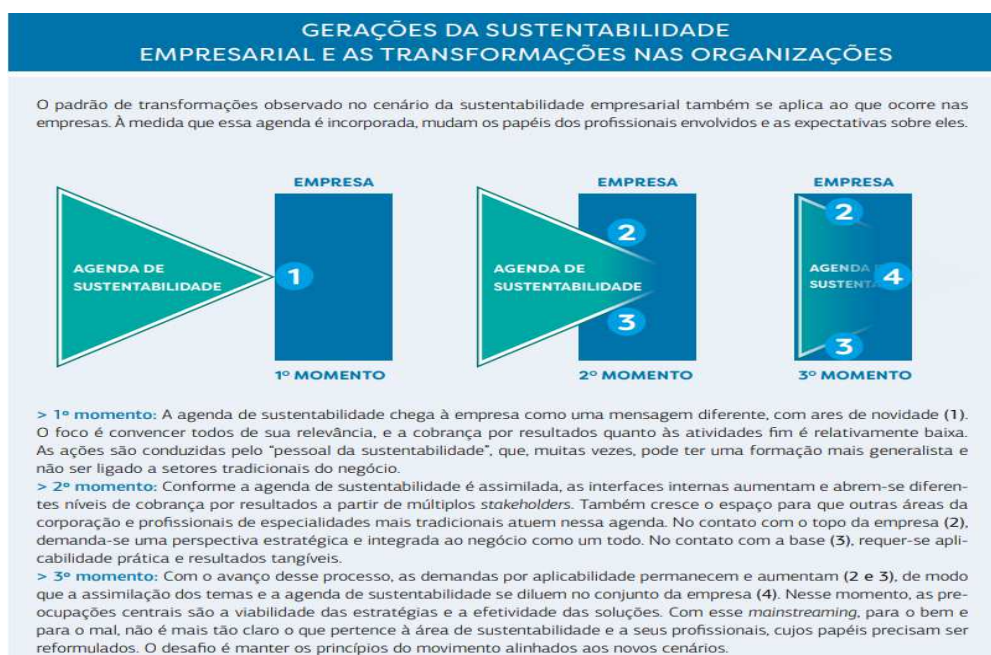 GERAÇÕES DA SUSTENTABILIDADE
EMPRESARIAL E AS TRANSFORMAÇÕES NAS ORGANIZAÇÕES
O padrão de transformações observado no cenário da sustentabilidade empresarial também se aplica ao que ocorre nas
empresas. À medida que essa agenda é incorporada, mudam os papéis dos profissionais envolvidos e as expectativas sobre eles.
EMPRESA
AGENDA DE
SUSTENTABILIDADE
1
1º MOMENTO
EMPRESA
2
AGENDA DE
SUSTENTABILIDADE
3
2º MOMENTO
EMPRESA
2
AGENDA
SUSTENTA
4
3
3º MOMENTO
> 1º momento: A agenda de sustentabilidade chega à empresa como uma mensagem diferente, com ares de novidade (1).
O foco é convencer todos de sua relevância, e a cobrança por resultados quanto às atividades fim é relativamente baixa.
As ações são conduzidas pelo "pessoal da sustentabilidade", que, muitas vezes, pode ter uma formação mais generalista e
não ser ligado a setores tradicionais do negócio.
> 2º momento: Conforme a agenda de sustentabilidade é assimilada, as interfaces internas aumentam e abrem-se diferen-
tes níveis de cobrança por resultados a partir de múltiplos stakeholders. Também cresce o espaço para que outras áreas da
corporação e profissionais de especialidades mais tradicionais atuem nessa agenda. No contato com o topo da empresa (2),
demanda-se uma perspectiva estratégica e integrada ao negócio como um todo. No contato com a base (3), requer-se apli-
cabilidade prática e resultados tangíveis.
> 3º momento: Com o avanço desse processo, as demandas por aplicabilidade permanecem e aumentam (2 e 3), de modo
que a assimilação dos temas e a agenda de sustentabilidade se diluem no conjunto da empresa (4). Nesse momento, as pre-
ocupações centrais são a viabilidade das estratégias e a efetividade das soluções. Com esse mainstreaming, para o bem e
para o mal, não é mais tão claro o que pertence à área de sustentabilidade e a seus profissionais, cujos papéis precisam ser
reformulados. O desafio é manter os princípios do movimento alinhados aos novos cenários.